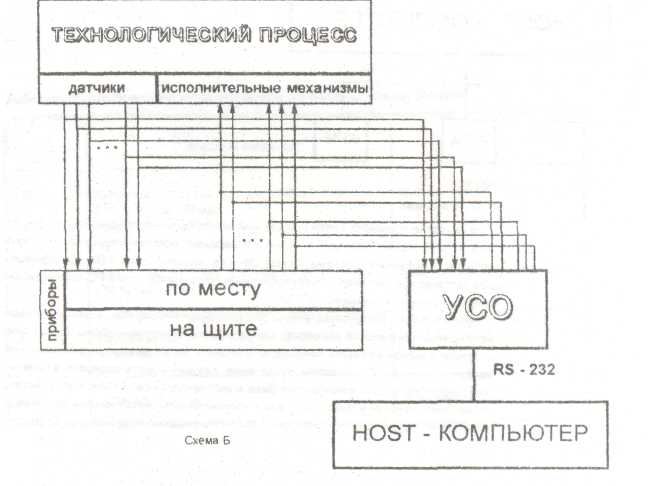 ТЕХНОЛОГИЧЕСКИЙ ПРОЦЕСС
датчики
исполнительные механизмы
...
...
приборы
по месту
на щите
УСО
RS - 232
HOST - КОМПЬЮТЕР
Схема Б